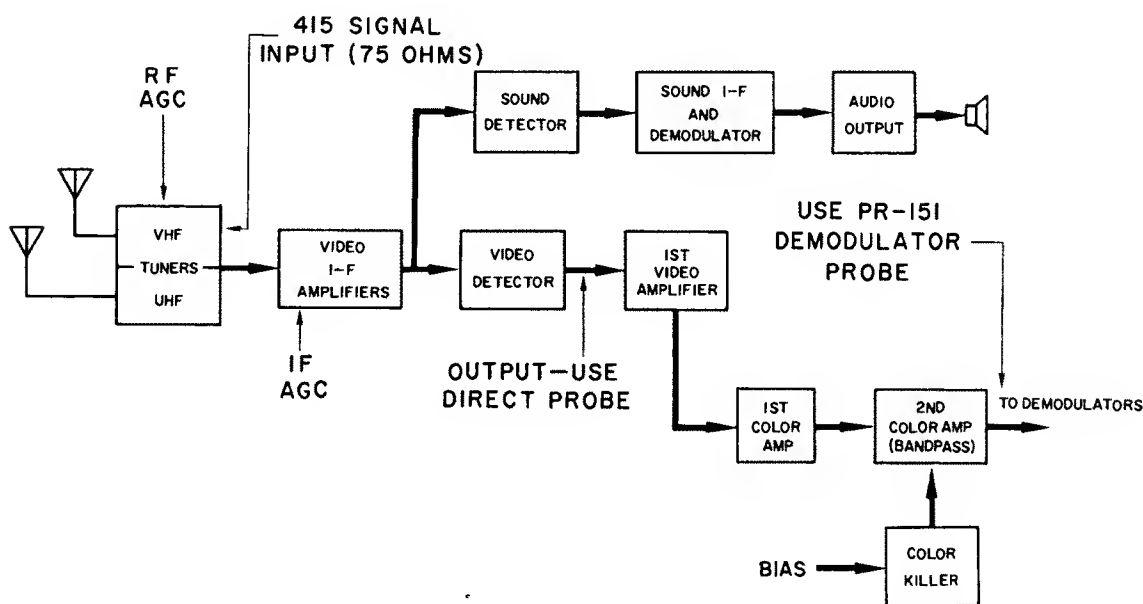 415 SIGNAL
INPUT (75 OHMS)
RF
AGC
SOUND
DETECTOR
SOUND I-F
AND
DEMODULATOR
AUDIO
OUTPUT
VHF
TUNERS
UHF
VIDEO
I-F
AMPLIFIERS
VIDEO
DETECTOR
1ST
VIDEO
AMPLIFIER
USE PR-151
DEMODULATOR
PROBE
IF
AGC
OUTPUT—USE
DIRECT PROBE
1ST
COLOR
AMP
2ND
COLOR AMP
(BANDPASS)
TO DEMODULATORS
BIAS
COLOR
KILLER